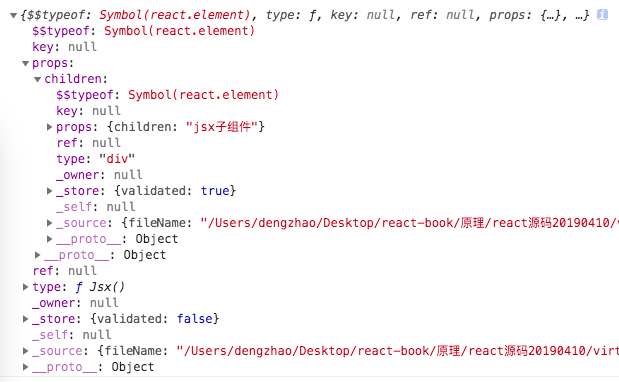 {$$typeof: Symbol(react.element), type: ƒ, key: null, ref: null, props: {…}, …} i
$$typeof: Symbol(react.element)
key: null
props:
children:
$$typeof: Symbol(react.element)
key: null
props: {children: "jsx子组件"}
ref: null
type: "div"
_owner: null
_store: {validated: true}
_self: null
_source: {fileName: "/Users/dengzhao/Desktop/react-book/原理/react源码20190410/v
__proto__: Object
__proto__: Object
ref: null
type: ƒ Jsx()
_owner: null
_store: {validated: false}
_self: null
_source: {fileName: "/Users/dengzhao/Desktop/react-book/原理/react源码20190410/virt
__proto__: Object